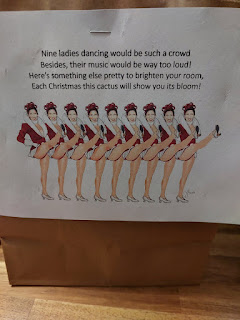 Nine ladies dancing would be such a crowd
Besides, their music would be way too loud!
Here's something else pretty to brighten your room,
Each Christmas this cactus will show you its bloom!